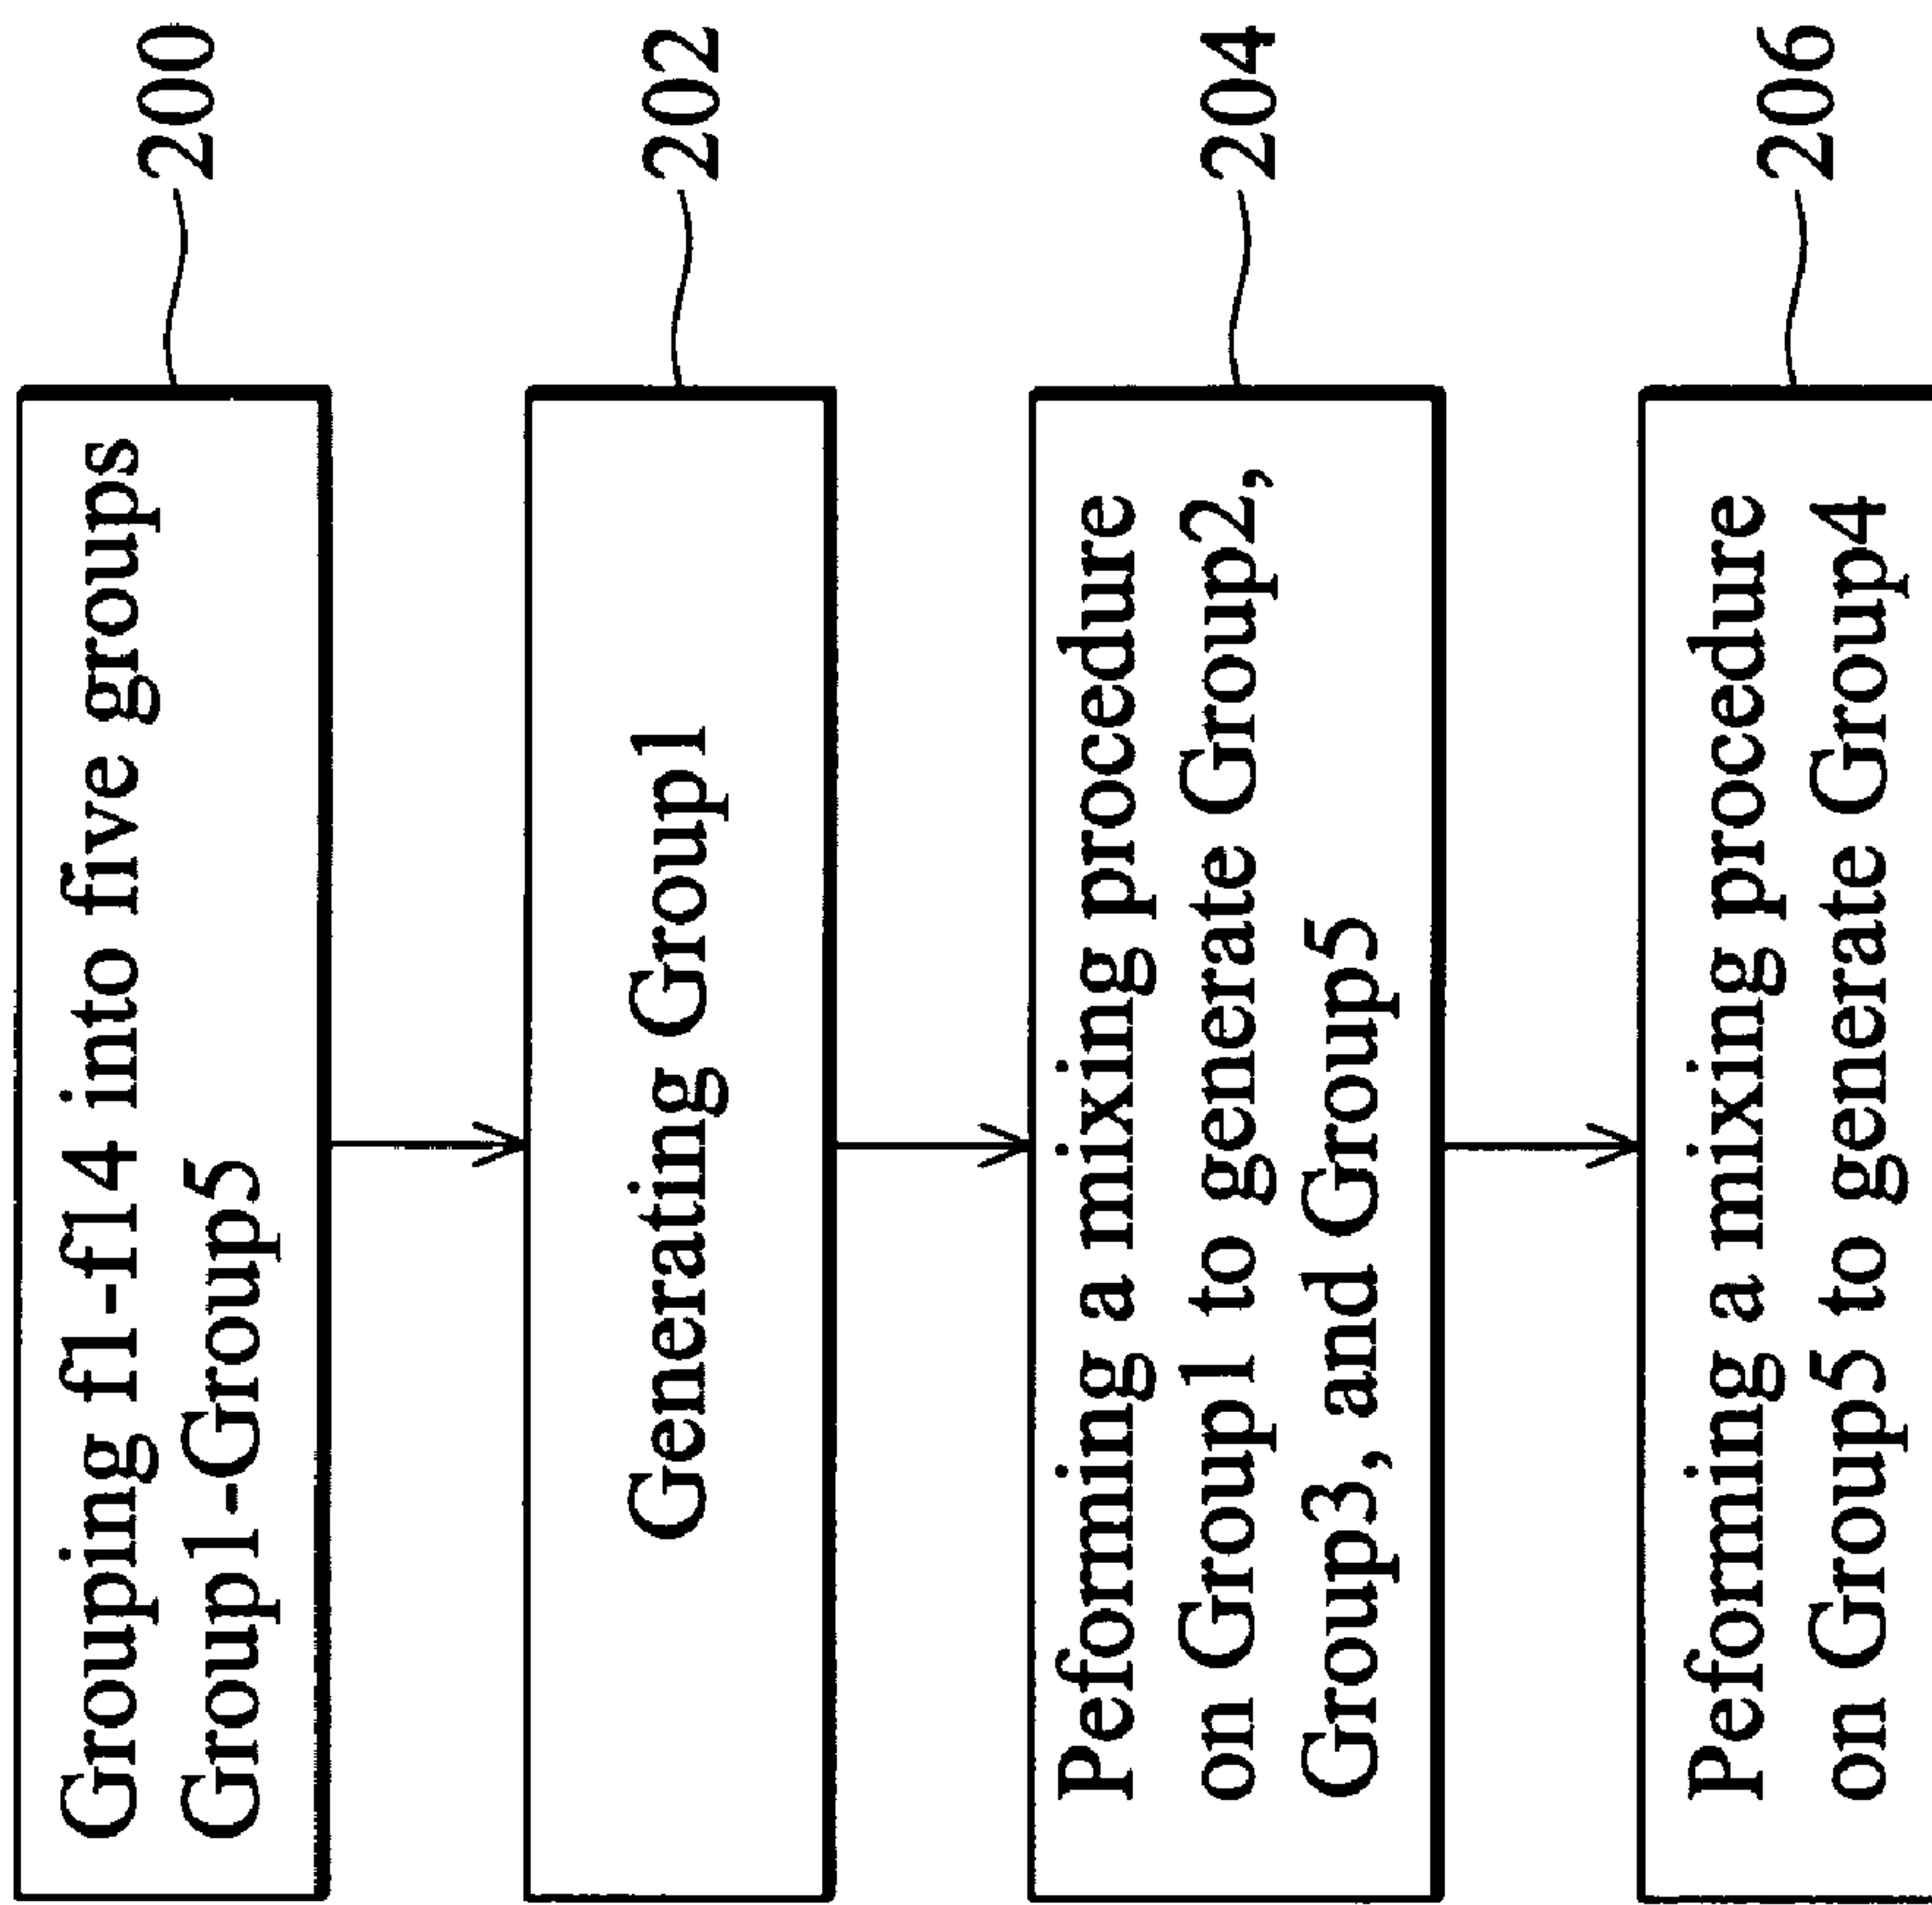 Grouping f1-f14 into five groups
Group1-Group5
200
Generating Group1
202
Peforming a mixing procedure
on Group1 to generate Group2,
Group3, and Group5
204
Peforming a mixing procedure
on Group5 to generate Group4
206